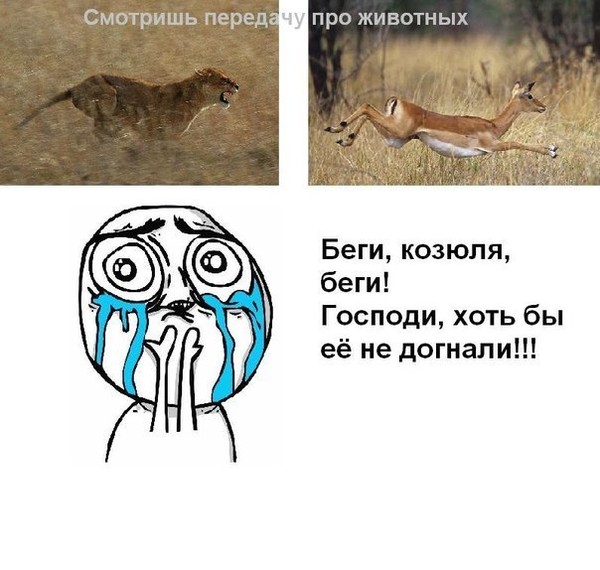 Смотришь передачу про животных
Беги, козюля,
беги!
Господи, хоть бы
её не догнали!!!